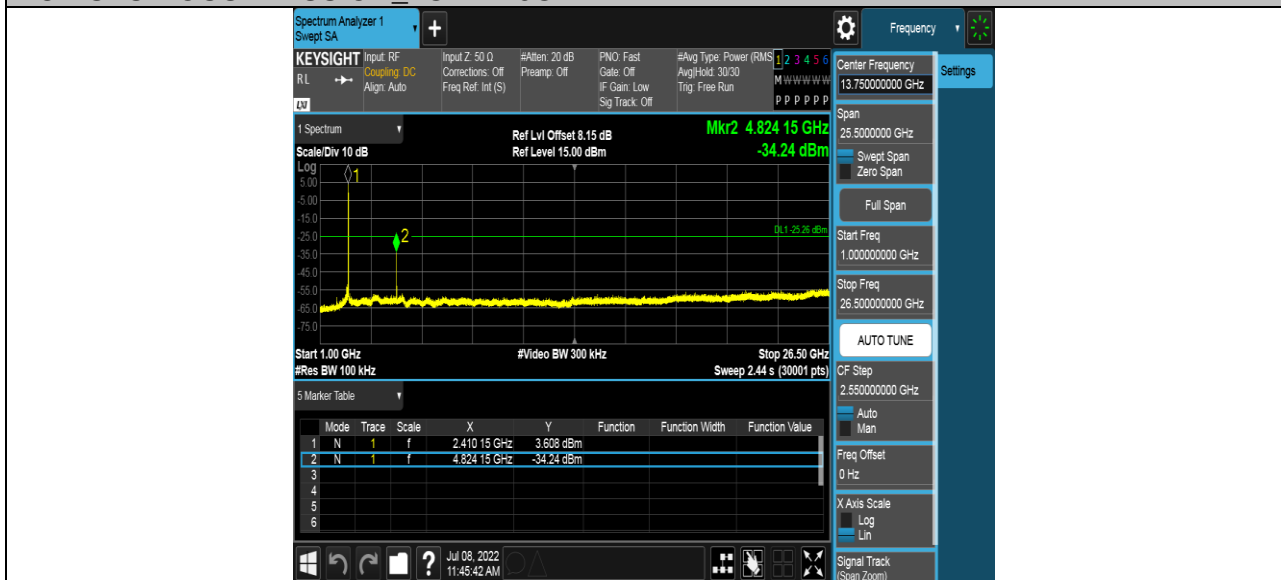 Spectrum Analyzer 1
Swept SA
+
Frequency
KEYSIGHT
Input: RF
Coupling: DC
Align: Auto
Input Z: 50 Ω
Corrections: Off
Freq Ref: Int (S)
#Atten: 20 dB
Preamp: Off
PNO: Fast
Gate: Off
IF Gain: Low
Sig Track: Off
#Avg Type: Power (RMS
Avg|Hold: 30/30
Trig: Free Run
1 2 3 4 5 6
M W W W W W
P P P P P P
RL
LXI
Center Frequency
13.750000000 GHz
Settings
1 Spectrum
Ref Lvl Offset 8.15 dB
Mkr2 4.824 15 GHz
Scale/Div 10 dB
Ref Level 15.00 dBm
-34.24 dBm
Log
5.00
-5.00
-15.0
-25.0
-35.0
-45.0
-55.0
-65.0
-75.0
1
2
DL1 -25.26 dBm
Start 1.00 GHz
#Video BW 300 kHz
Stop 26.50 GHz
#Res BW 100 kHz
Sweep 2.44 s (30001 pts)
Span
25.5000000 GHz
Swept Span
Zero Span
Full Span
Start Freq
1.000000000 GHz
Stop Freq
26.500000000 GHz
AUTO TUNE
CF Step
2.550000000 GHz
Auto
Man
Freq Offset
0 Hz
X Axis Scale
Log
Lin
Signal Track
(Span Zoom)
5 Marker Table
Mode Trace Scale X Y Function Function Width Function Value
1 N 1 f 2.410 15 GHz 3.608 dBm
2 N 1 f 4.824 15 GHz -34.24 dBm
3
4
5
6
?
Jul 08, 2022
11:45:42 AM